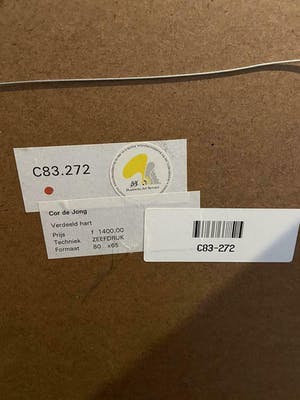 C83.272
Cor de Jong
Verdeeld hart
Prijs f 1400,00
Techniek ZEEFDRUK
Formaat 80 x65
C83-272